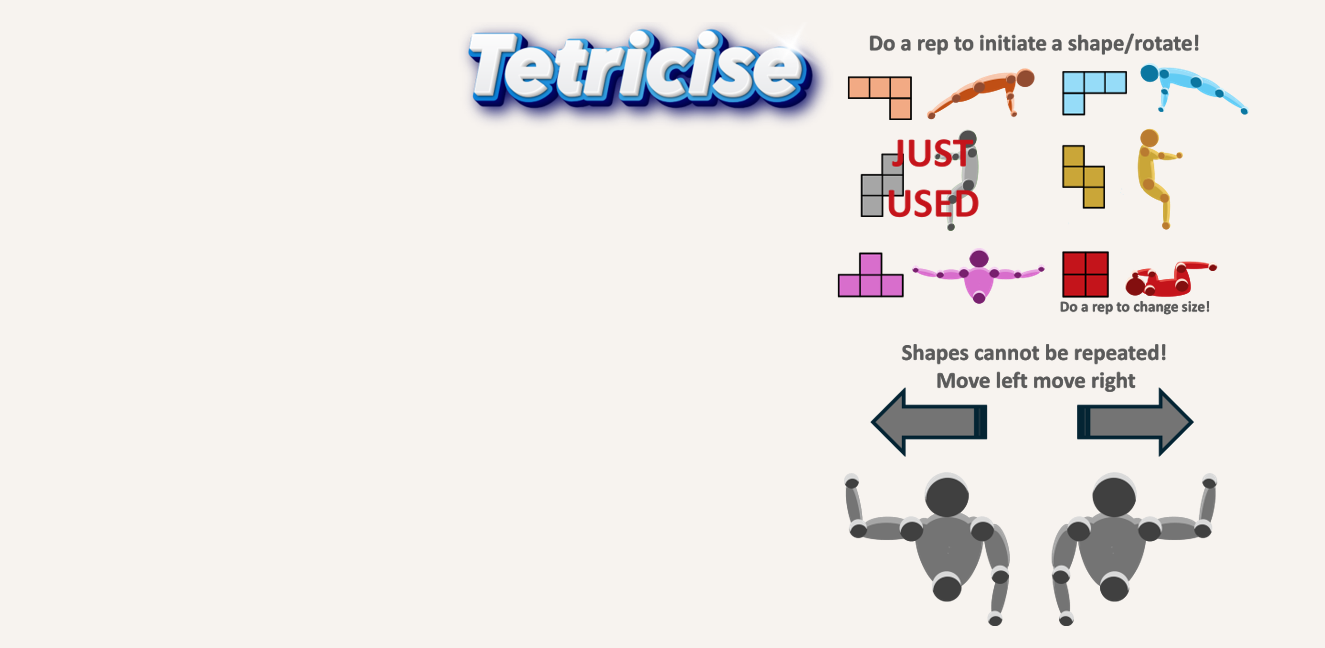 Tetricise
Do a rep to initiate a shape/rotate!
JUST
USED
Do a rep to change size!
Shapes cannot be repeated!
Move left move right